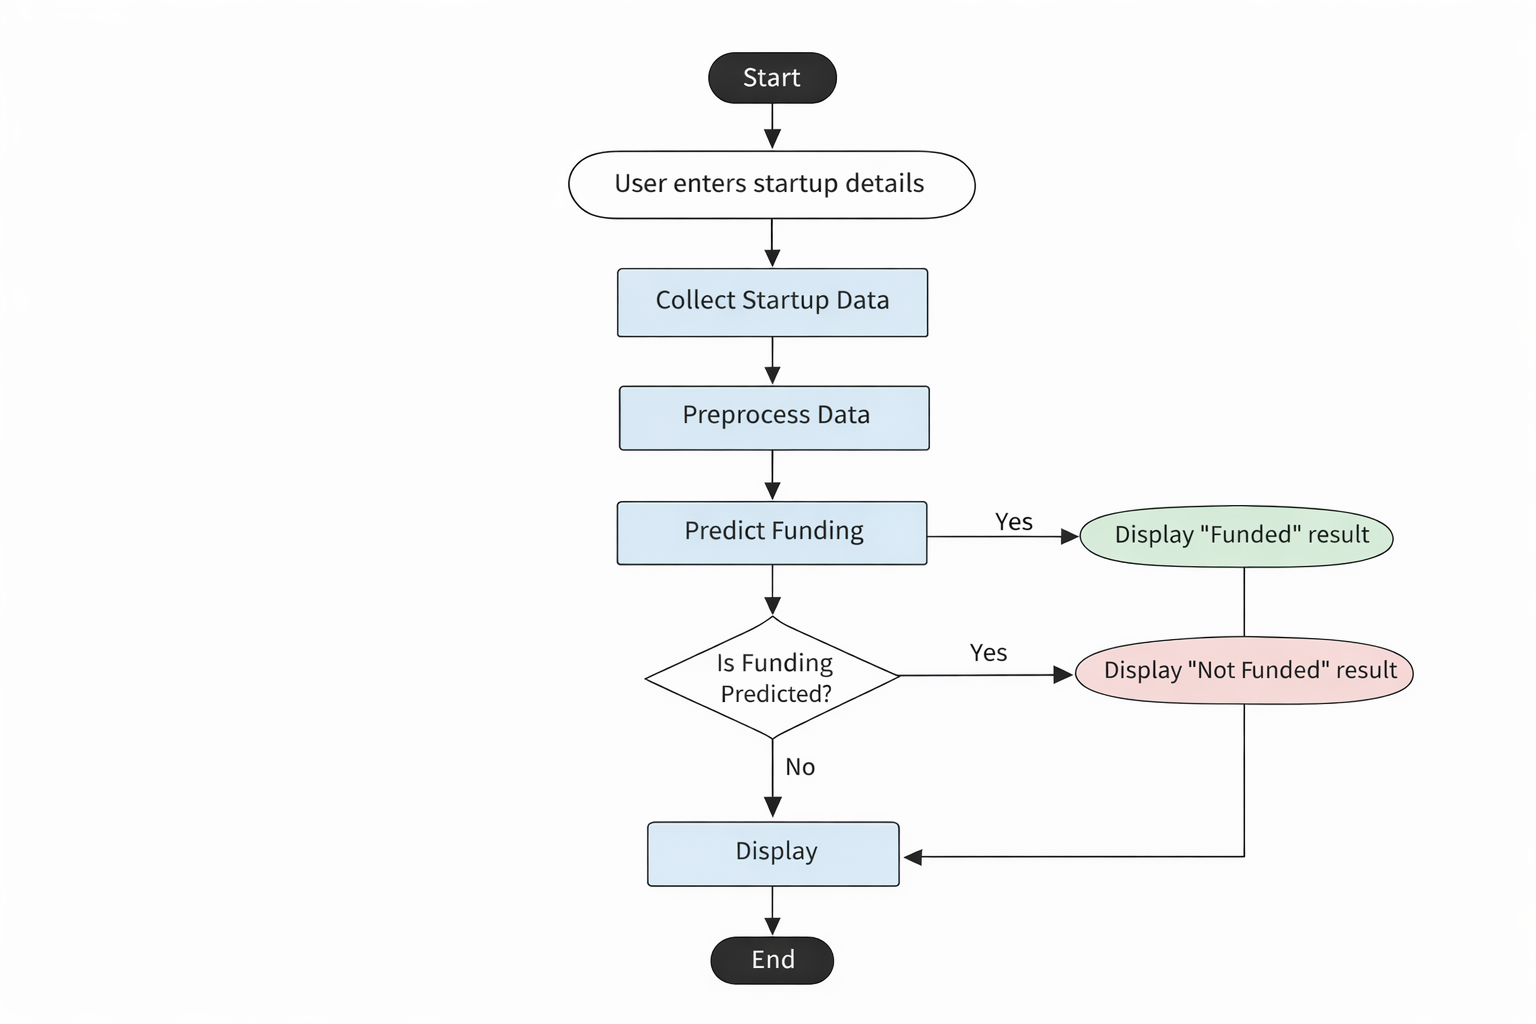 Start
User enters startup details
Collect Startup Data
Preprocess Data
Predict Funding
Yes
Display "Funded" result
Is Funding
Predicted?
Yes
Display "Not Funded" result
No
Display
End